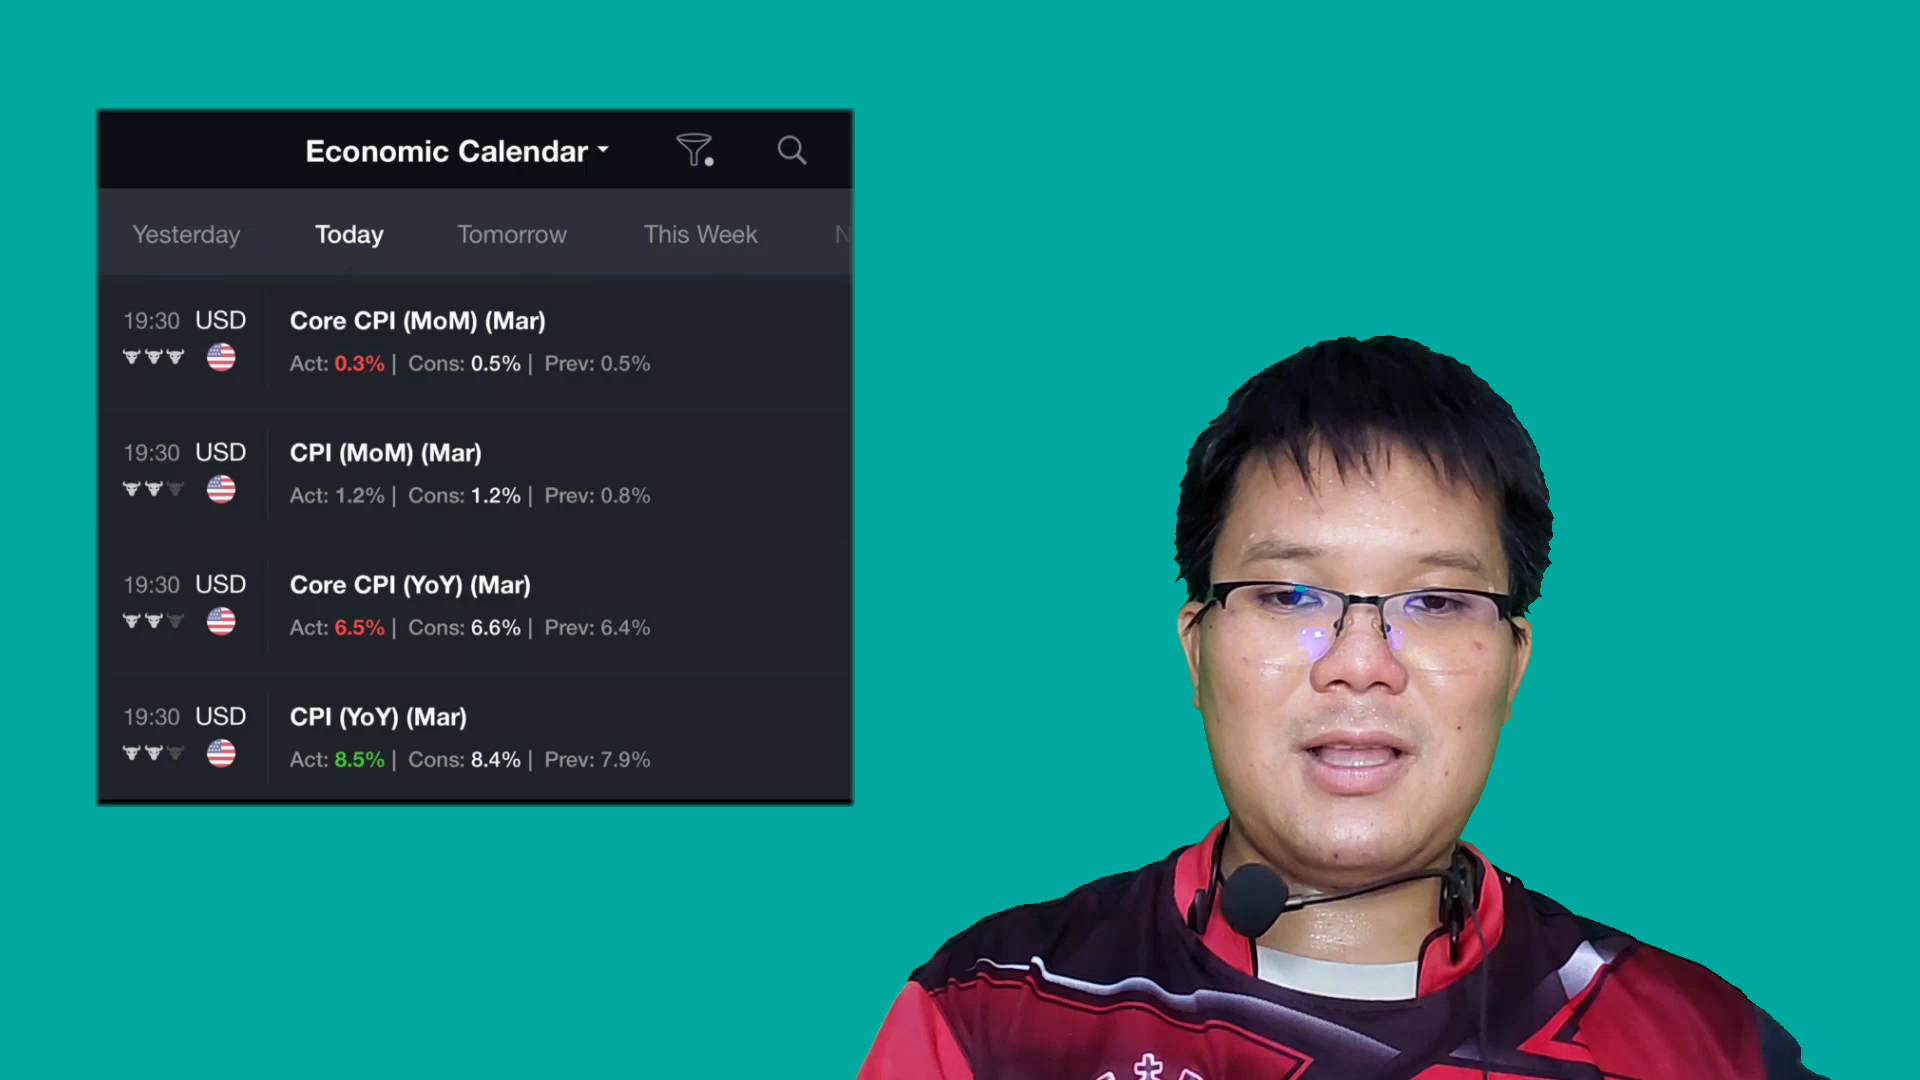 Economic Calendar
Yesterday Today Tomorrow This Week N
19:30 USD Core CPI (MoM) (Mar)
Act: 0.3% | Cons: 0.5% | Prev: 0.5%
19:30 USD CPI (MoM) (Mar)
Act: 1.2% | Cons: 1.2% | Prev: 0.8%
19:30 USD Core CPI (YoY) (Mar)
Act: 6.5% | Cons: 6.6% | Prev: 6.4%
19:30 USD CPI (YoY) (Mar)
Act: 8.5% | Cons: 8.4% | Prev: 7.9%